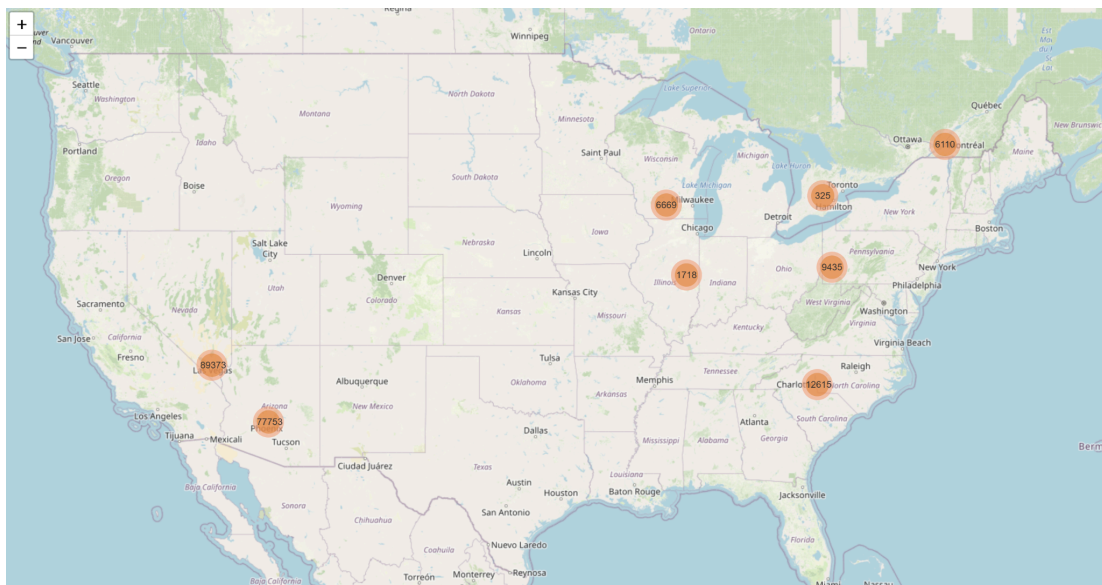 +
−
Vancouver
Regina
Winnipeg
Ontario
Québec
New Brunswick
Seattle
Washington
Montana
North Dakota
Minnesota
Lake Superior
Ottawa
6110
Maine
Portland
Oregon
Idaho
Boise
Saint Paul
Wisconsin
Michigan
Lake Huron
Toronto
South Dakota
Wyoming
Lake Michigan
325
Hamilton
6669
Milwaukee
Detroit
New York
Boston
Iowa
Chicago
Salt Lake
City
Nebraska
Lincoln
Pennsylvania
Denver
1718
Ohio
9435
New York
Utah
Illinois
Indiana
Philadelphia
Kansas City
Sacramento
Nevada
Colorado
Kansas
Missouri
West Virginia
Washington
San Jose
California
Kentucky
Virginia
Virginia Beach
Fresno
89373
Tulsa
Tennessee
Raleigh
Albuquerque
Oklahoma
Memphis
12615
North Carolina
Arkansas
Los Angeles
Arizona
New Mexico
77753
South Carolina
Atlanta
Tijuana
Mexicali
Tucson
Dallas
Mississippi
Alabama
Georgia
Ciudad Juárez
Texas
Louisiana
Baja California
Austin
Houston
Baton Rouge
Jacksonville
Sonora
San Antonio
Chihuahua
Florida
Nuevo Laredo
Coahuila
Torreón
Monterrey
Reynosa
Baja California
Miami
Nassau